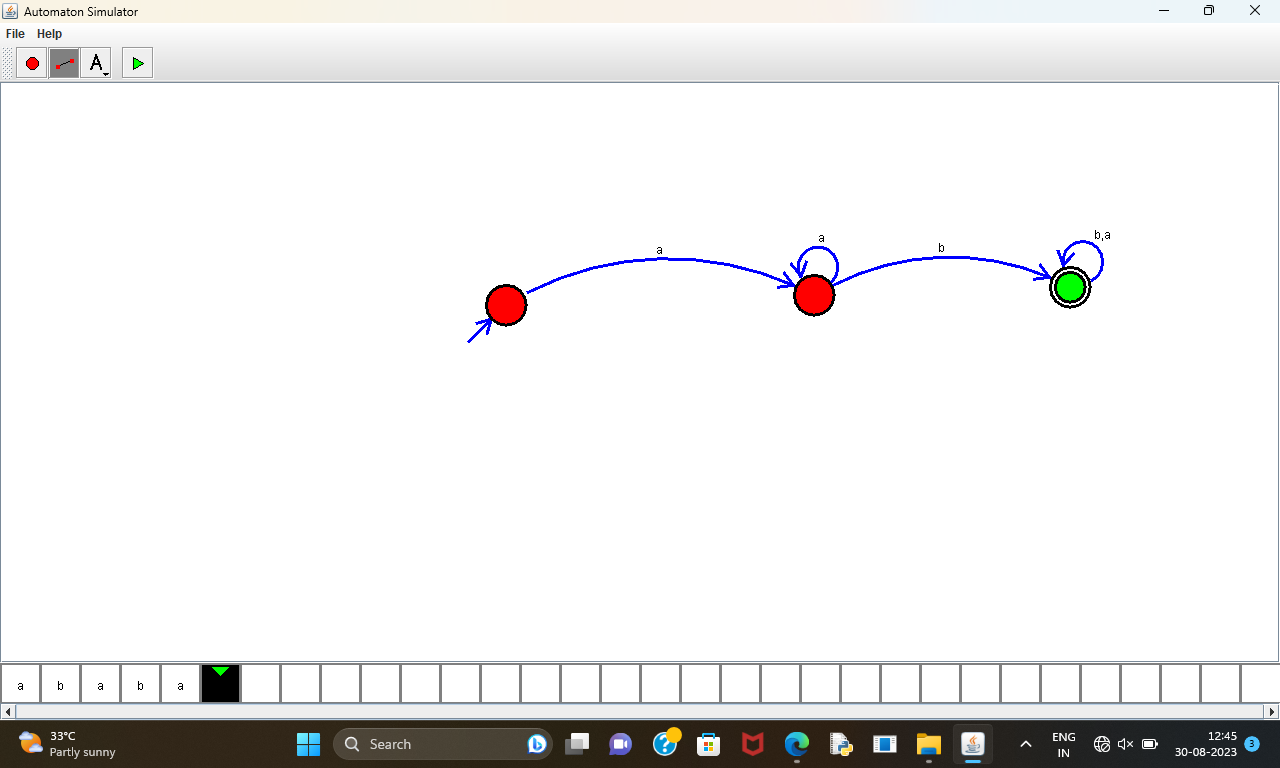 Automaton Simulator
File Help
A
a
a
b
b,a
a b a b a
33°C
Partly sunny
Search
ENG
IN
12:45
30-08-2023
3